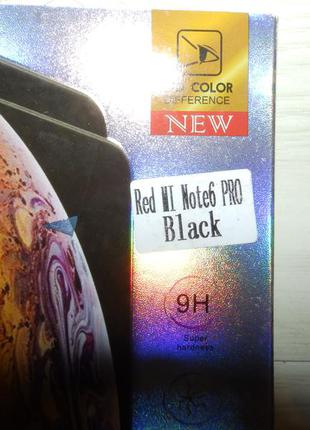 COLOR
DIFFERENCE
NEW
Red MI Note6 PRO
Black
9H
Super
hardness